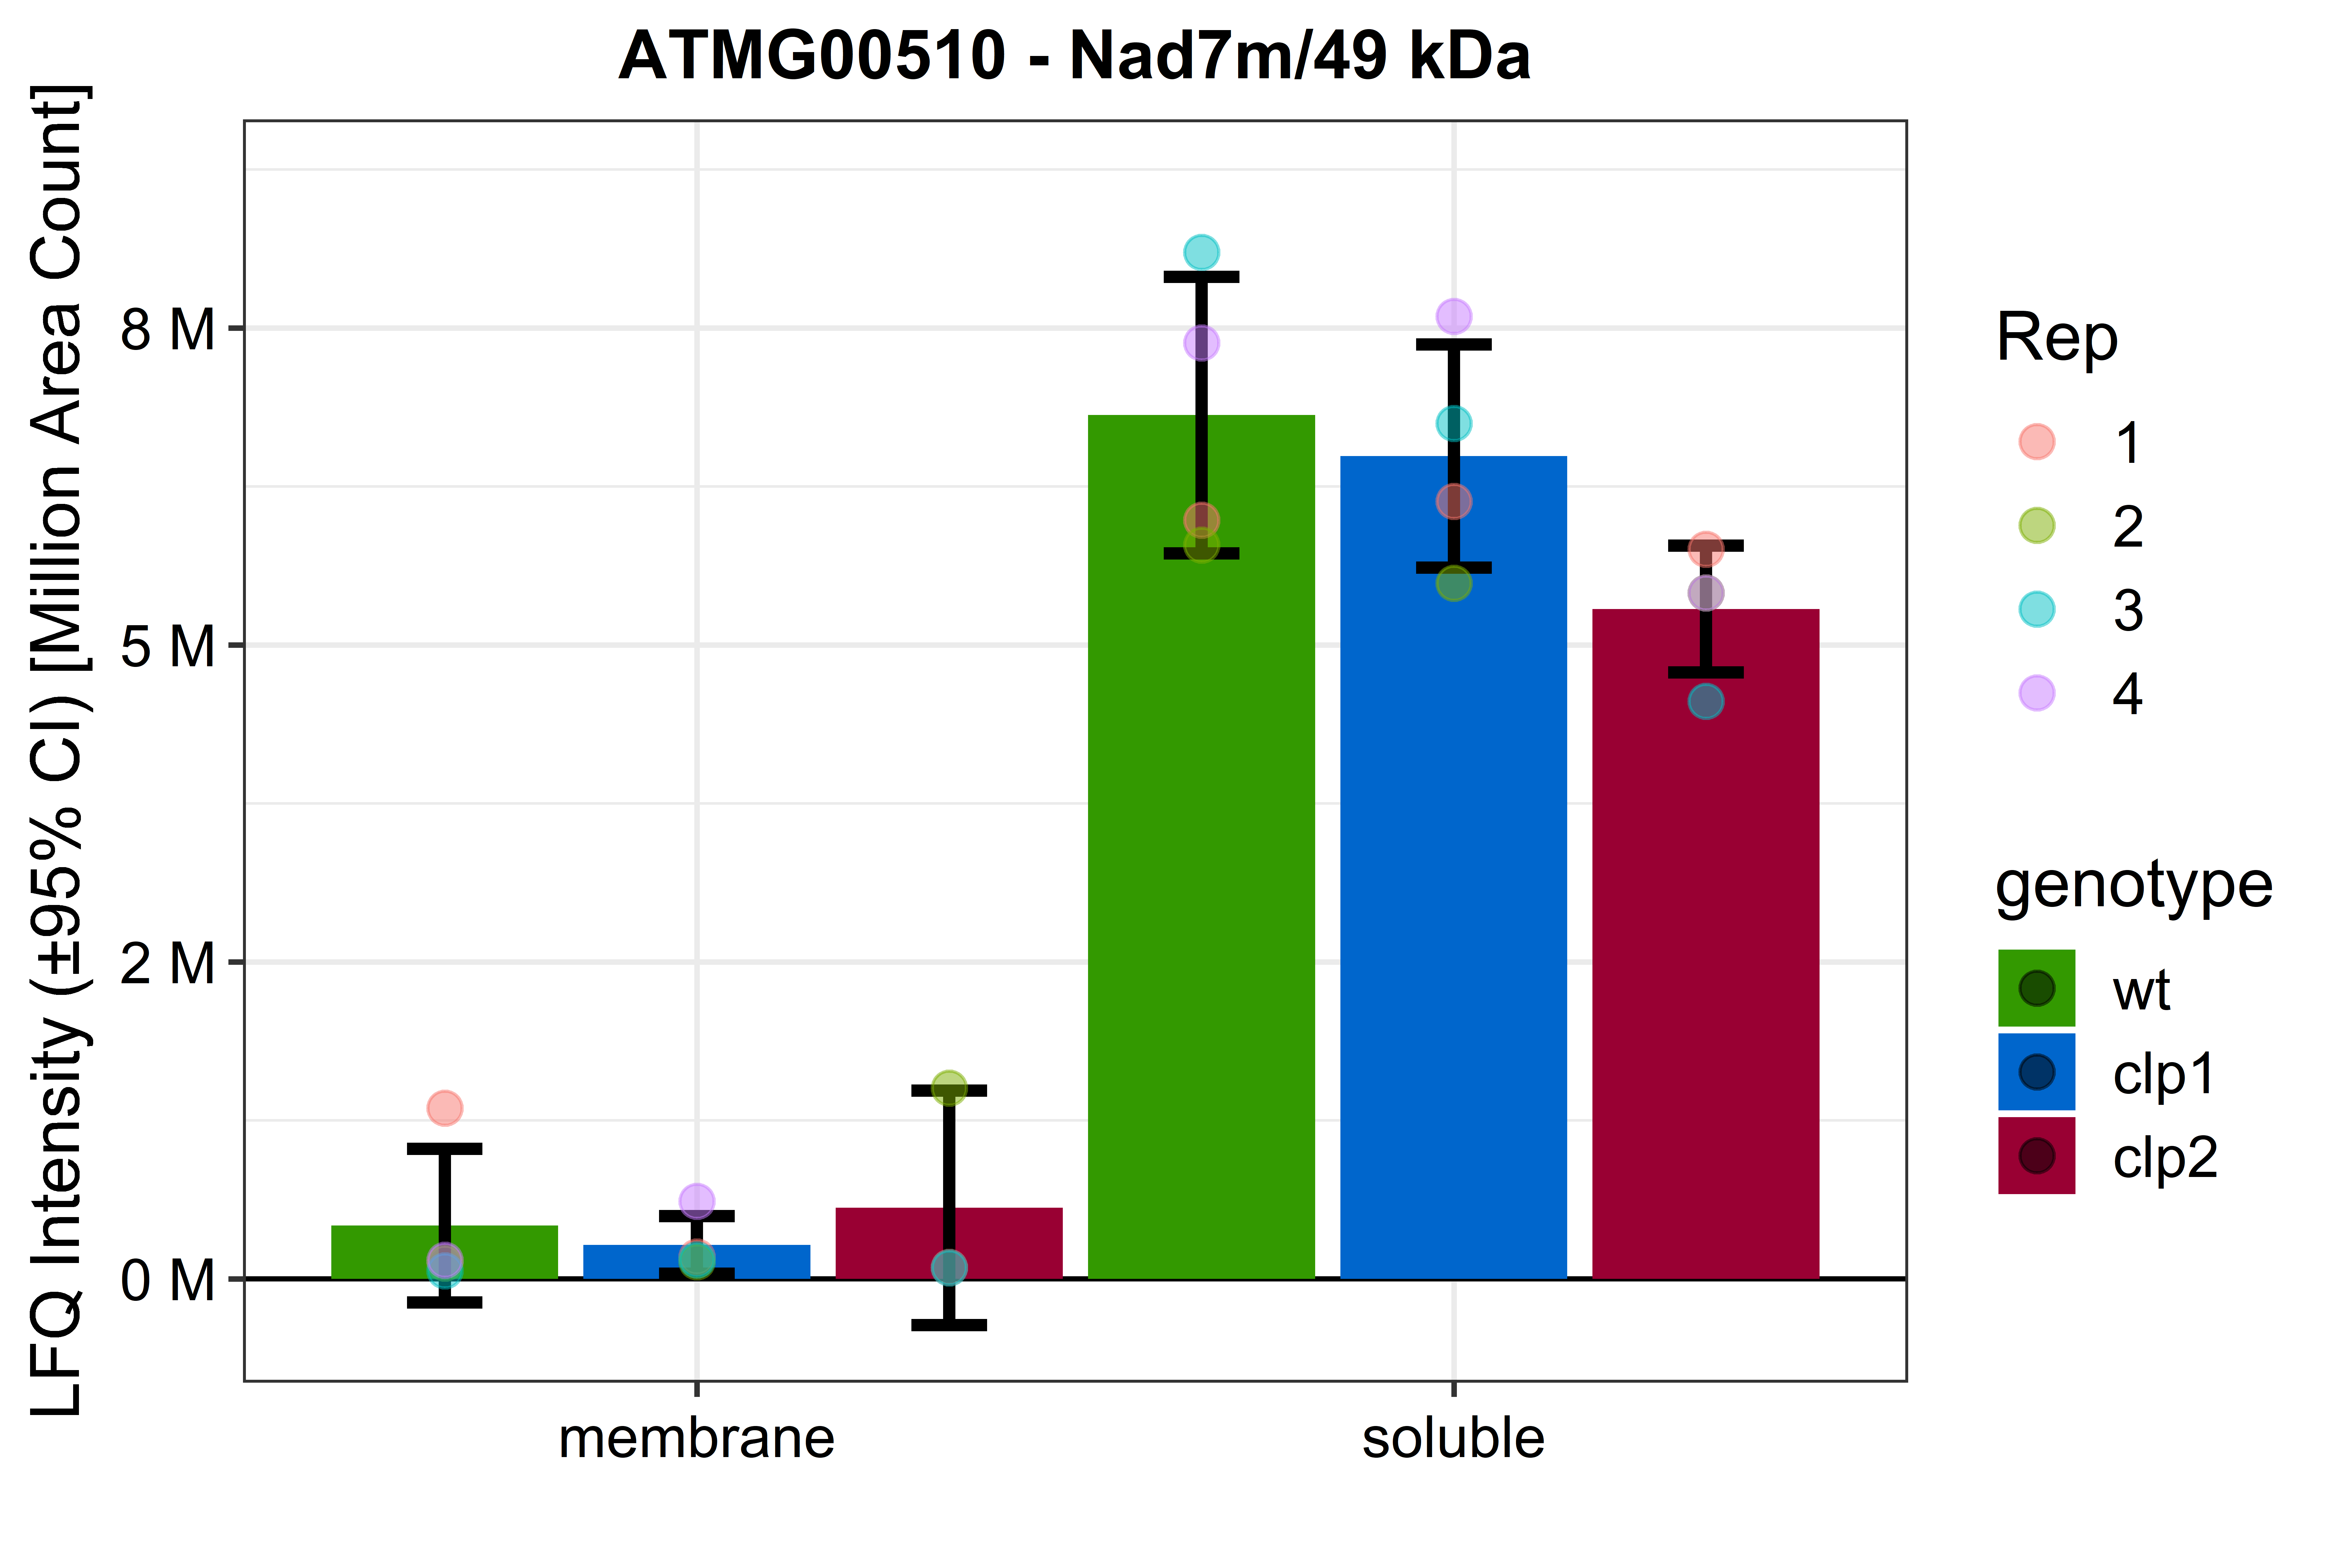 ATMG00510 - Nad7m/49 kDa
LFQ Intensity (±95% CI) [Million Area Count]
8 M
5 M
2 M
0 M
membrane
soluble
Rep
1
2
3
4
genotype
wt
clp1
clp2